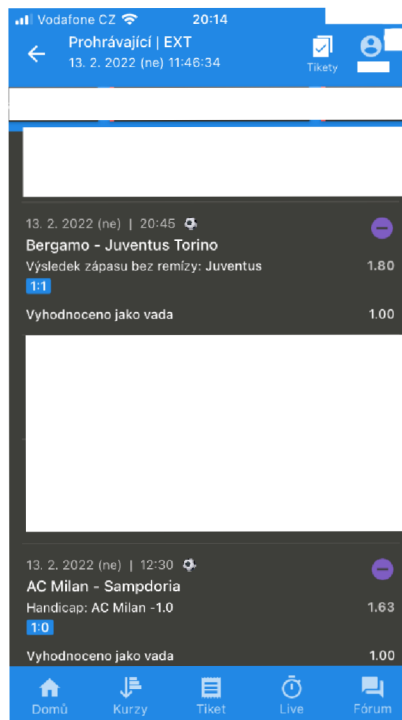 Vodafone CZ 20:14
Prohrávající | EXT
13. 2. 2022 (ne) 11:46:34
Tikety
13. 2. 2022 (ne) | 20:45
Bergamo - Juventus Torino
Výsledek zápasu bez remízy: Juventus 1.80
1:1
Vyhodnoceno jako vada 1.00
13. 2. 2022 (ne) | 12:30
AC Milan - Sampdoria
Handicap: AC Milan -1.0 1.63
1:0
Vyhodnoceno jako vada 1.00
Domů Kurzy Tiket Live Fórum